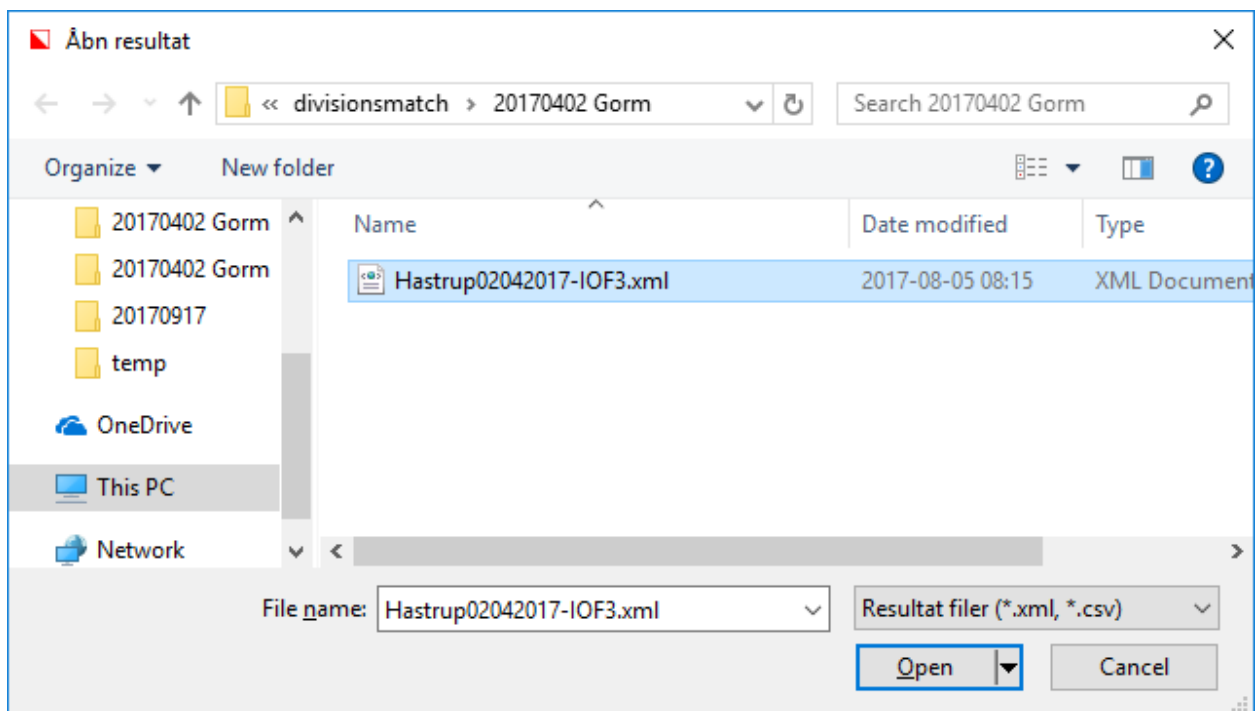 Åbn resultat
« divisionsmatch > 20170402 Gorm
Search 20170402 Gorm
Organize
New folder
?
20170402 Gorm
20170402 Gorm
20170917
temp
OneDrive
This PC
Network
Name
Date modified
Type
Hastrup02042017-IOF3.xml
2017-08-05 08:15
XML Document
File name:
Hastrup02042017-IOF3.xml
Resultat filer (*.xml, *.csv)
Open
Cancel